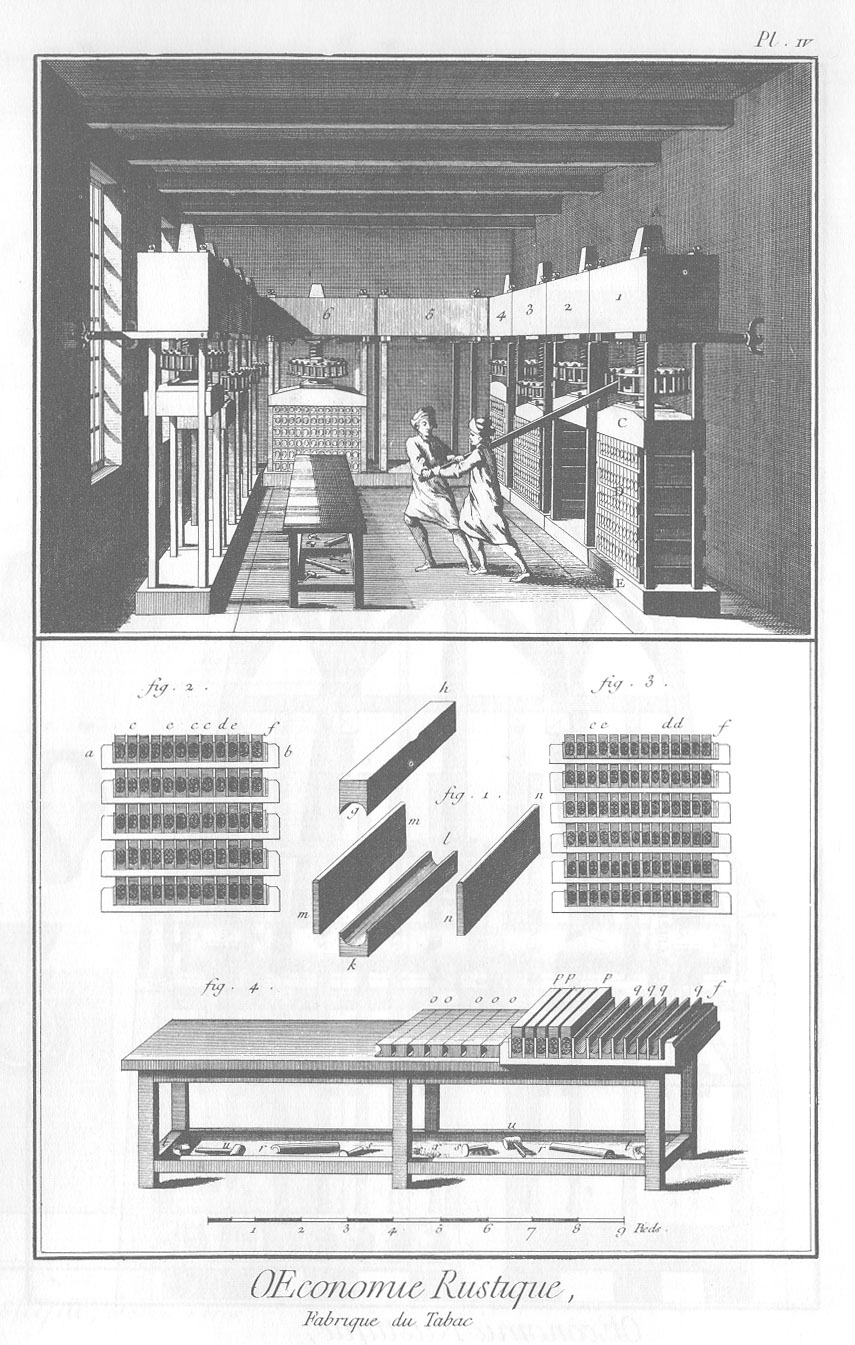 Pl. IV
A
6 5 4 3 2 1
C
D
E
fig. 2.
h
fig. 3.
c e c c d e f
c e d d f
a b
g
fig. 1.
n
m
l
m
n
k
fig. 4.
o o o o o
p p p q q q q f
u
t u r s x s r t
1 2 3 4 5 6 7 8 9 Pieds.
OEconomie Rustique,
Fabrique du Tabac